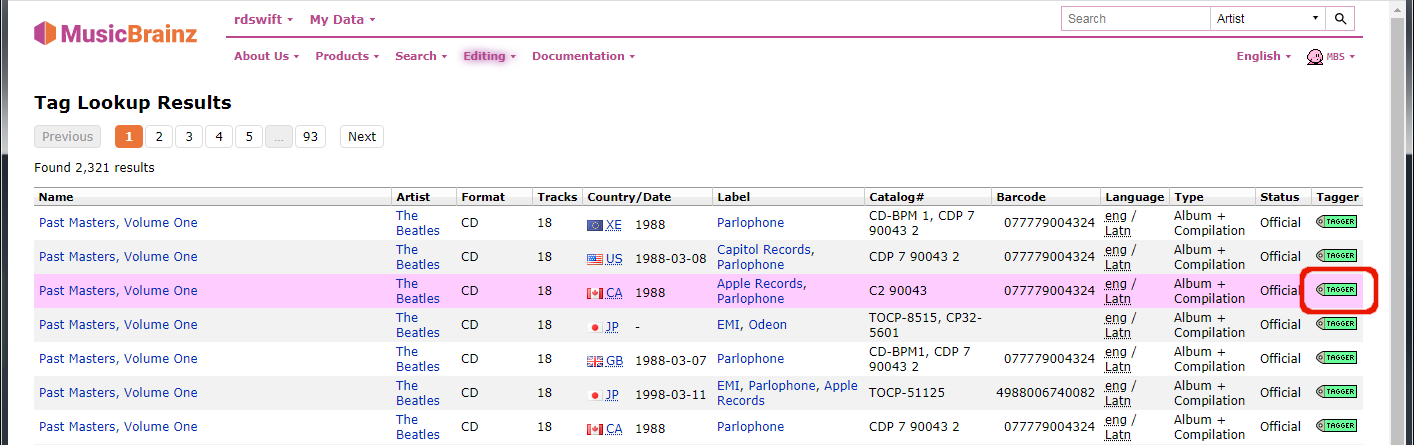 MusicBrainz
rdswift My Data
Search Artist
About Us Products Search Editing Documentation
English MBS
Tag Lookup Results
Previous 1 2 3 4 5 ... 93 Next
Found 2,321 results
Name Artist Format Tracks Country/Date Label Catalog# Barcode Language Type Status Tagger
Past Masters, Volume One The CD 18 XE 1988 Parlophone CD-BPM 1, CDP 7 077779004324 eng / Album + Official TAGGER
Beatles 90043 2 Latn Compilation
Past Masters, Volume One The CD 18 US 1988-03-08 Capitol Records, CDP 7 90043 2 077779004324 eng / Album + Official TAGGER
Beatles Parlophone Latn Compilation
Past Masters, Volume One The CD 18 CA 1988 Apple Records, C2 90043 077779004324 eng / Album + Official TAGGER
Beatles Parlophone Latn Compilation
Past Masters, Volume One The CD 18 JP - EMI, Odeon TOCP-8515, CP32- eng / Album + Official TAGGER
Beatles 5601 Latn Compilation
Past Masters, Volume One The CD 18 GB 1988-03-07 Parlophone CD-BPM1, CDP 7 077779004324 eng / Album + Official TAGGER
Beatles 90043 2 Latn Compilation
Past Masters, Volume One The CD 18 JP 1998-03-11 EMI, Parlophone, Apple TOCP-51125 4988006740082 eng / Album + Official TAGGER
Beatles Records Latn Compilation
Past Masters, Volume One The CD 18 CA 1988 Parlophone CDP 7 90043 2 077779004324 eng / Album + Official TAGGER
Beatles Latn Compilation